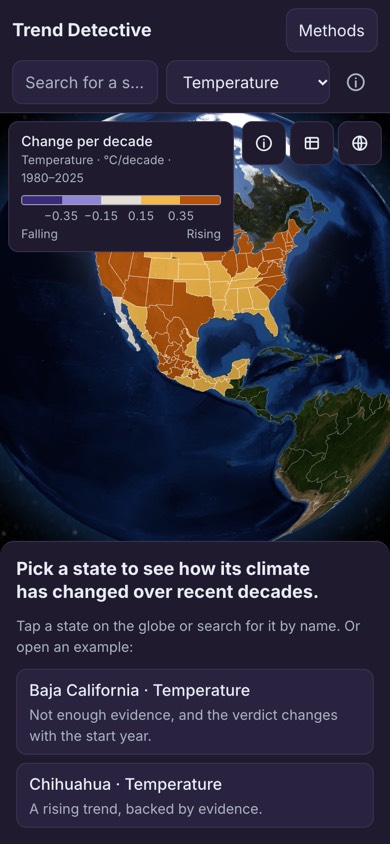 Trend Detective
Methods
Search for a s...
Temperature
Change per decade
Temperature · °C/decade ·
1980–2025
−0.35 −0.15 0.15 0.35
Falling Rising
Pick a state to see how its climate
has changed over recent decades.
Tap a state on the globe or search for it by name. Or
open an example:
Baja California · Temperature
Not enough evidence, and the verdict changes
with the start year.
Chihuahua · Temperature
A rising trend, backed by evidence.